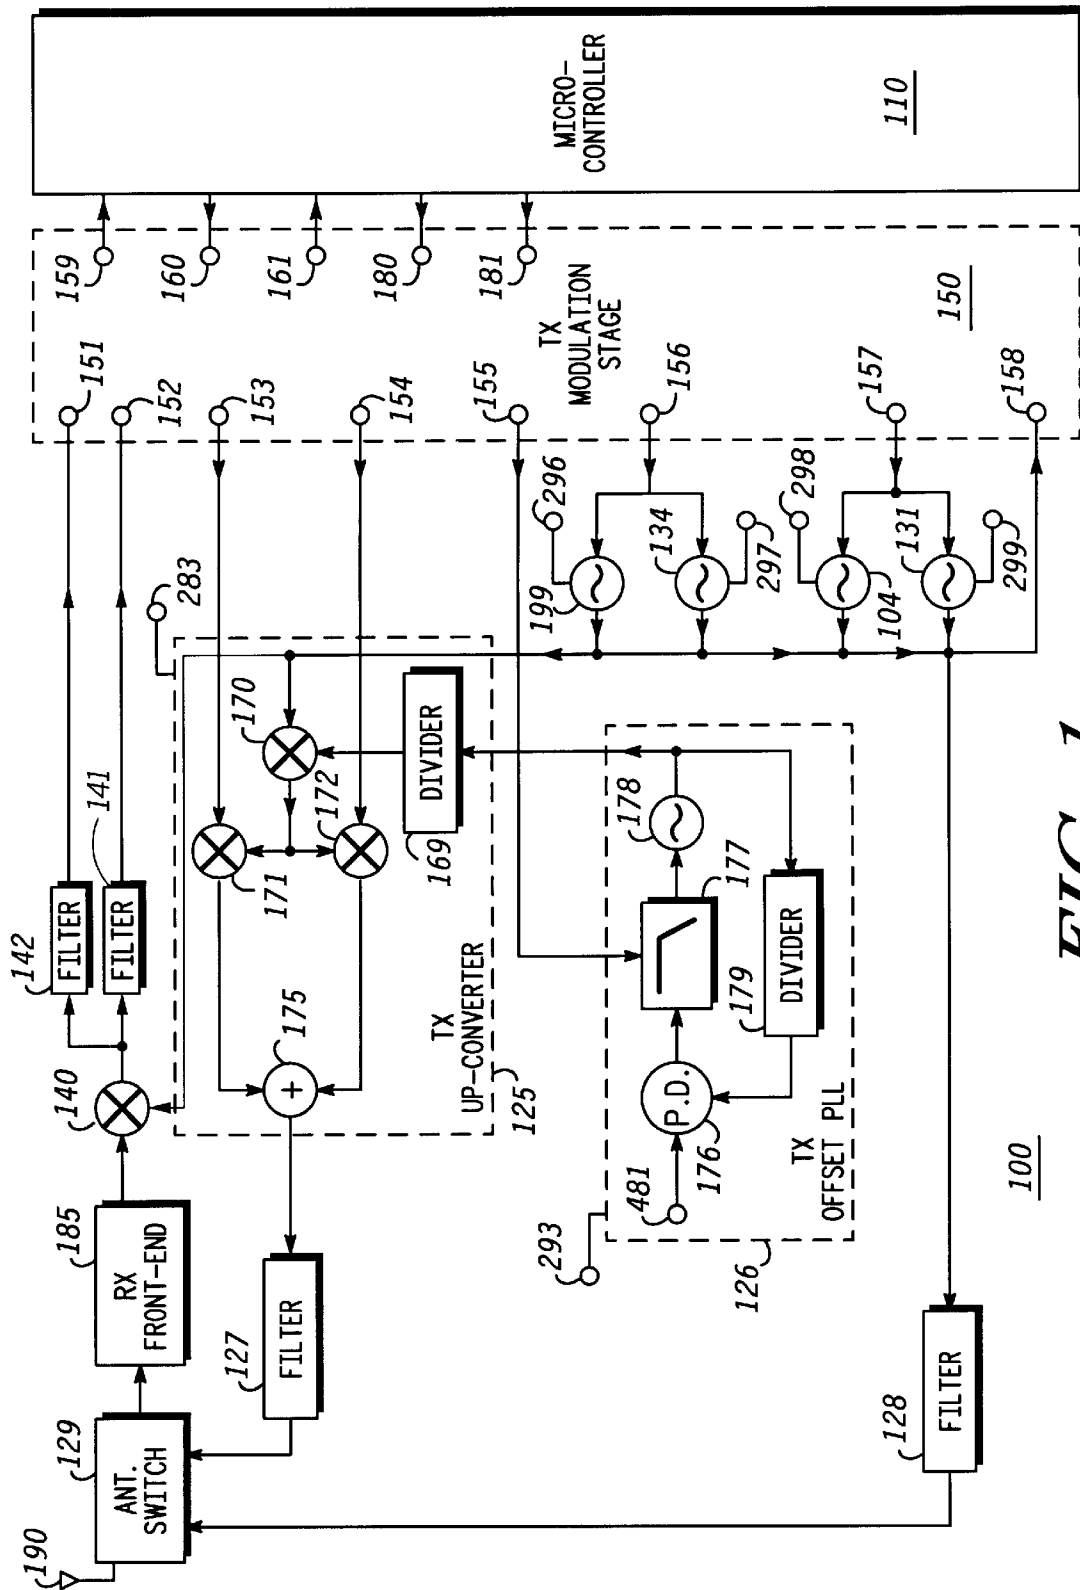 190
129
ANT.
SWITCH
185
RX
FRONT-END
140
142
FILTER
141
FILTER
151
152
159
160
161
180
181
MICRO-
CONTROLLER
110
283
153
154
127
FILTER
175
171
170
172
169
DIVIDER
TX
UP-CONVERTER
125
155
TX
MODULATION
STAGE
150
156
157
158
293
481
176
P.D.
177
178
179
DIVIDER
TX
OFFSET PLL
126
199
296
134
297
298
104
131
299
128
FILTER
100
FIG. 1